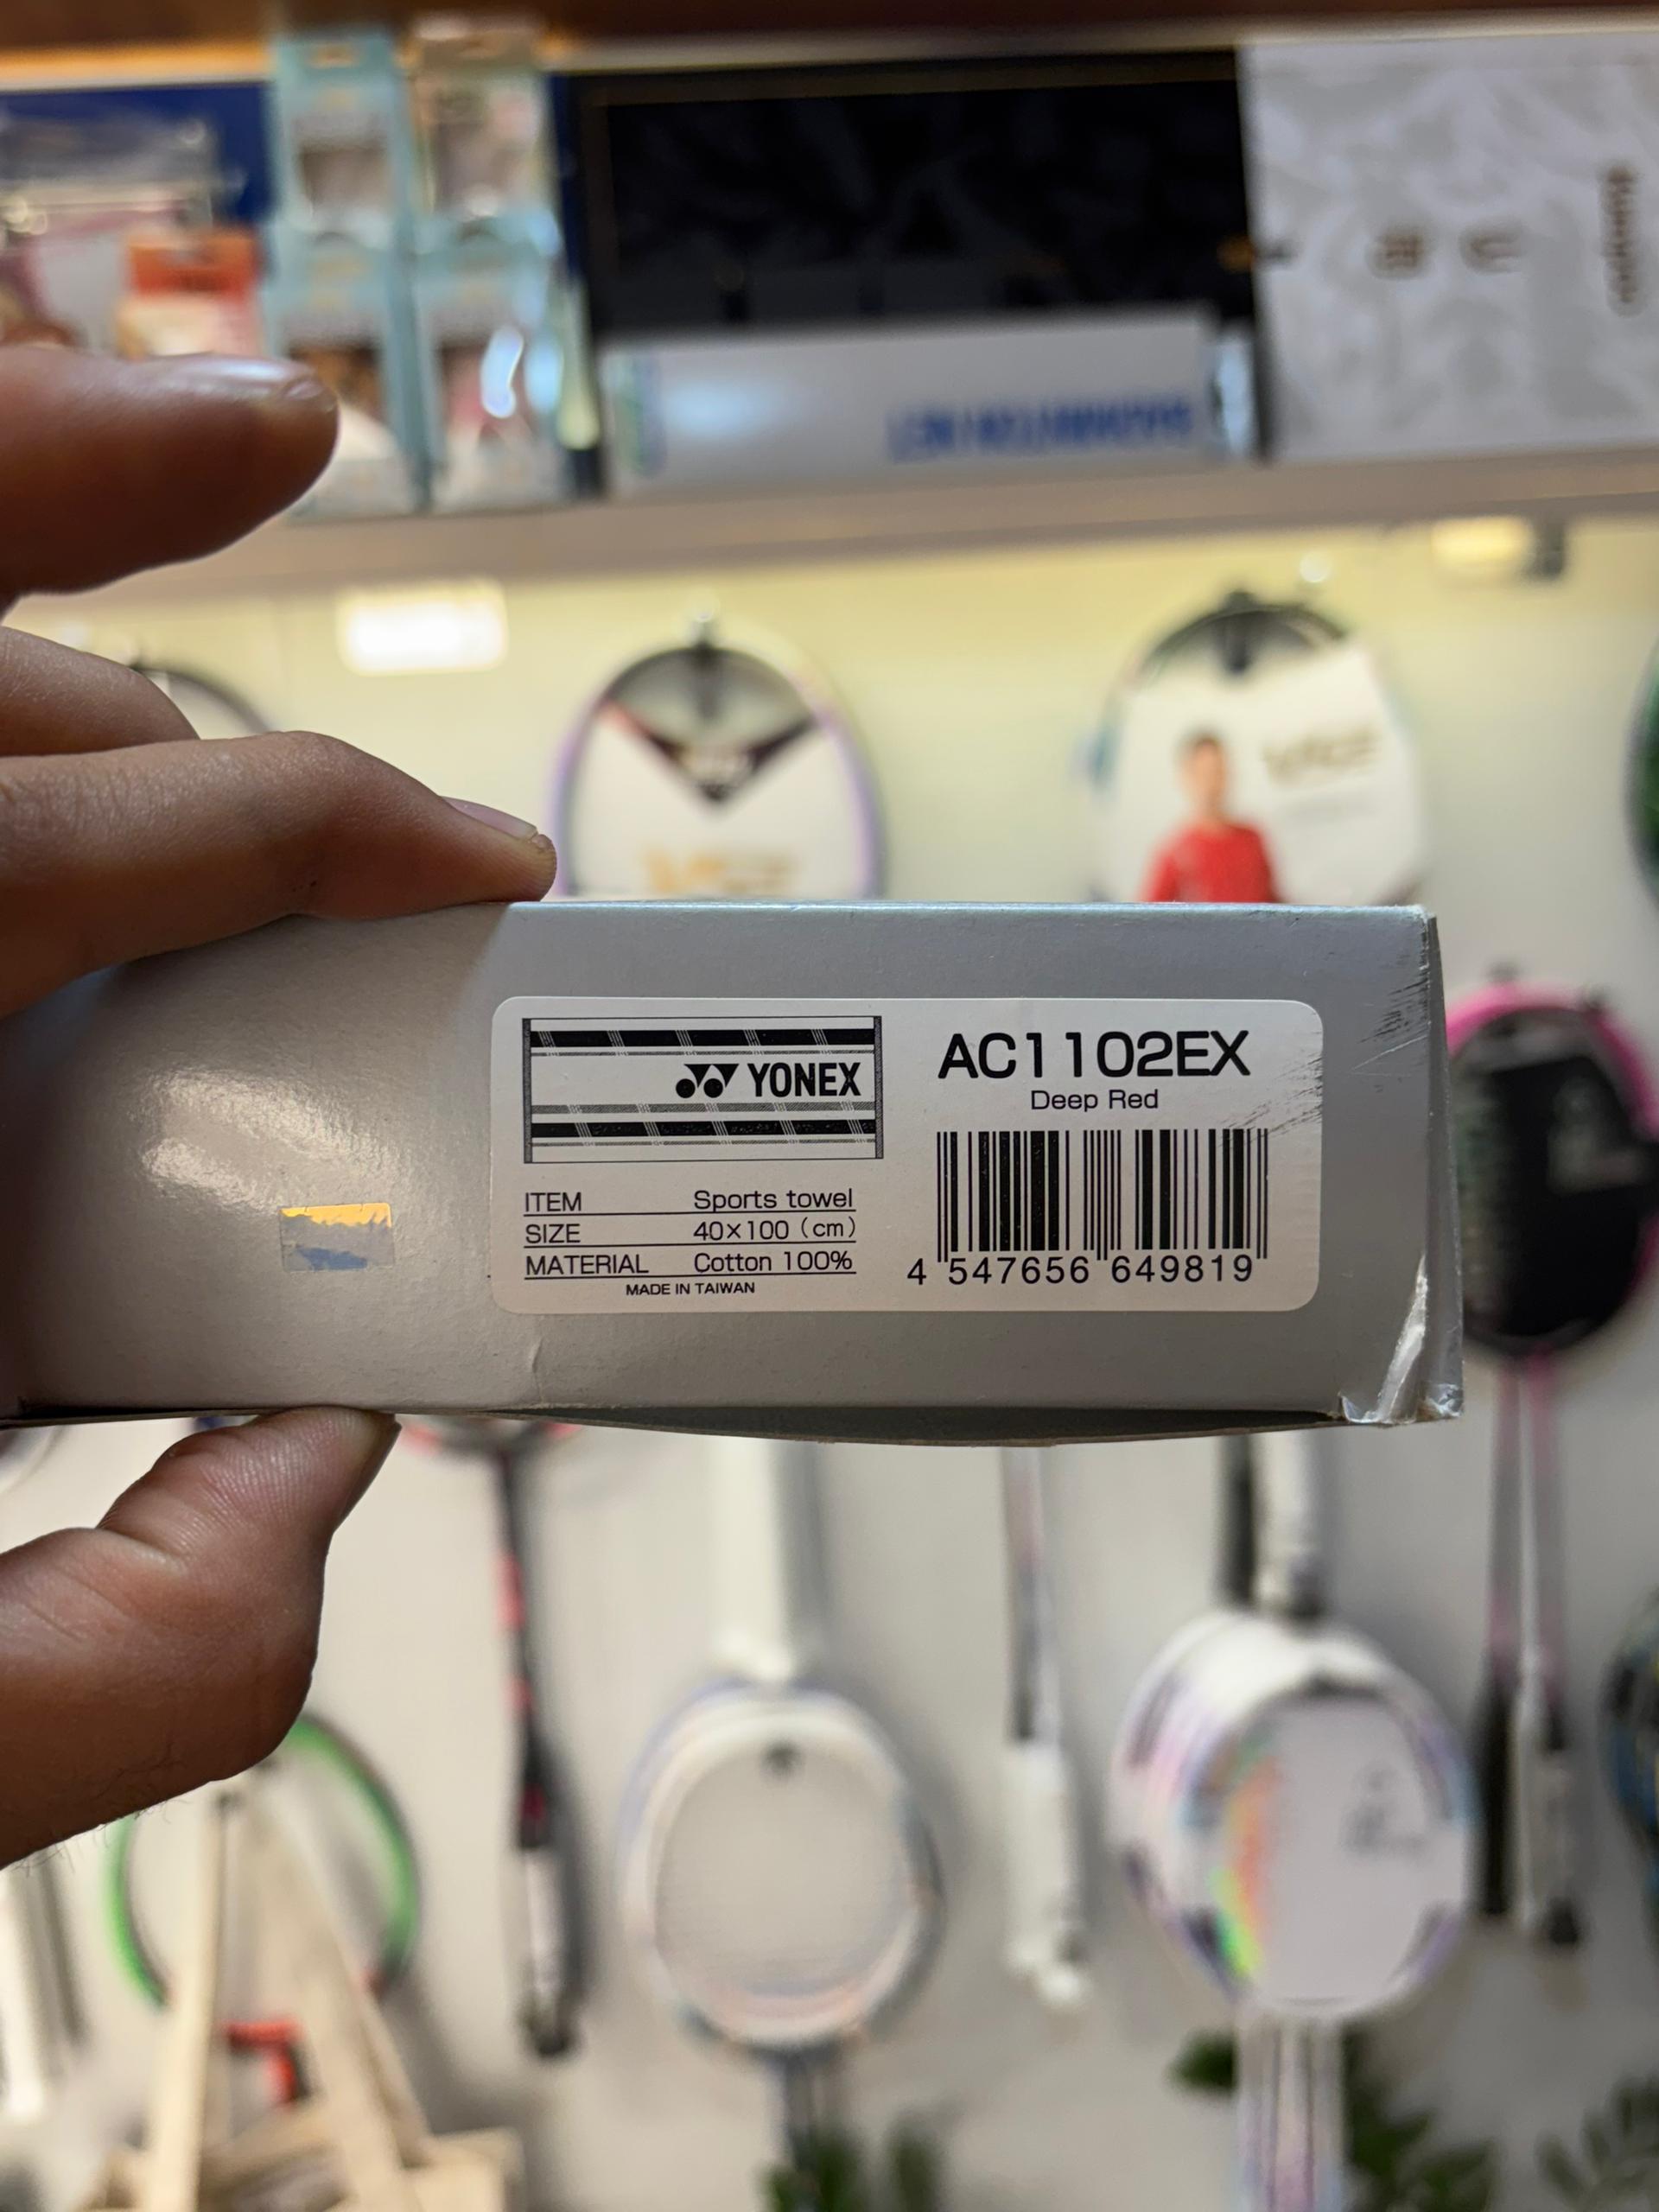 YONEX
AC1102EX
Deep Red
ITEM Sports towel
SIZE 40×100（cm）
MATERIAL Cotton 100%
MADE IN TAIWAN
4 547656 649819